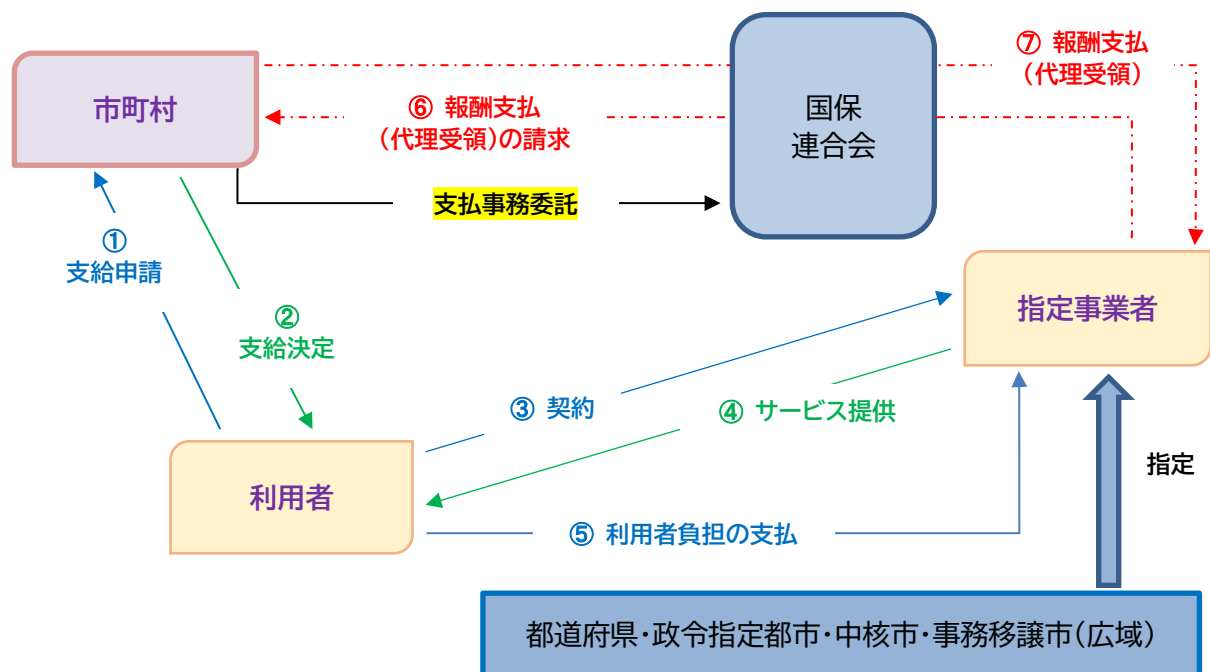 市町村
⑥ 報酬支払
(代理受領)の請求
国保
連合会
⑦ 報酬支払
(代理受領)
支払事務委託
①
支給申請
②
支給決定
指定事業者
③ 契約
④ サービス提供
利用者
指定
⑤ 利用者負担の支払
都道府県・政令指定都市・中核市・事務移譲市(広域)